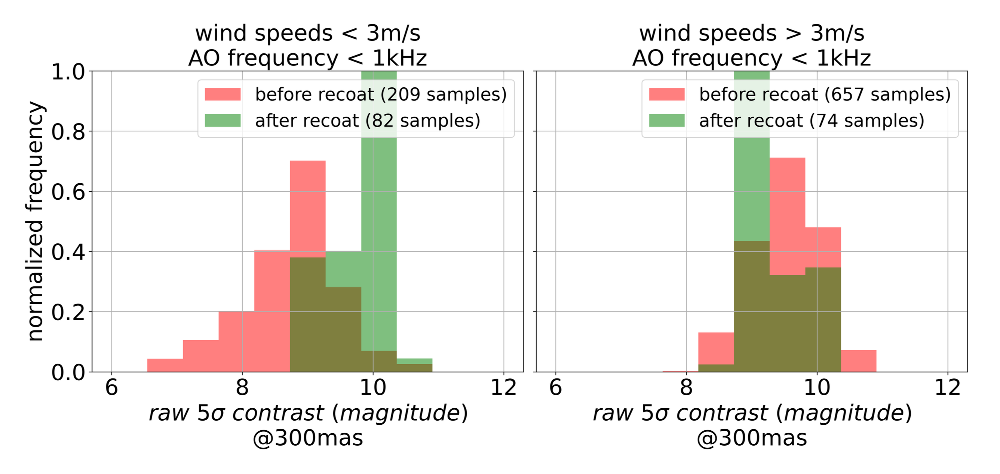 wind speeds < 3m/s
AO frequency < 1kHz
wind speeds > 3m/s
AO frequency < 1kHz
normalized frequency
1.0
0.8
0.6
0.4
0.2
0.0
before recoat (209 samples)
after recoat (82 samples)
before recoat (657 samples)
after recoat (74 samples)
6 8 10 12
6 8 10 12
raw 5σ contrast (magnitude)
@300mas
raw 5σ contrast (magnitude)
@300mas